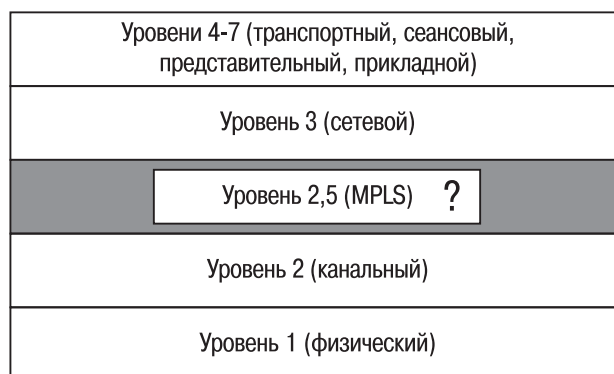 Уровени 4-7 (транспортный, сеансовый,
представительный, прикладной)
Уровень 3 (сетевой)
Уровень 2,5 (MPLS) ?
Уровень 2 (канальный)
Уровень 1 (физический)